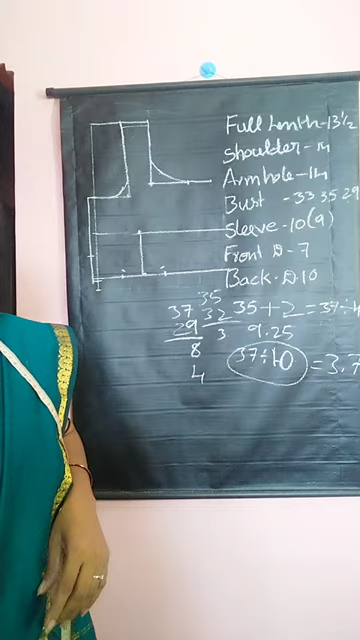 Full Lenth-13½
Shoulder-14
Armhole-14
Bust -33 35 29
Sleeve-10(9)
Front D-7
Back-D.10
37
29
8
4
35
32
3
35+2=37÷4
9.25
37÷10 =3.7